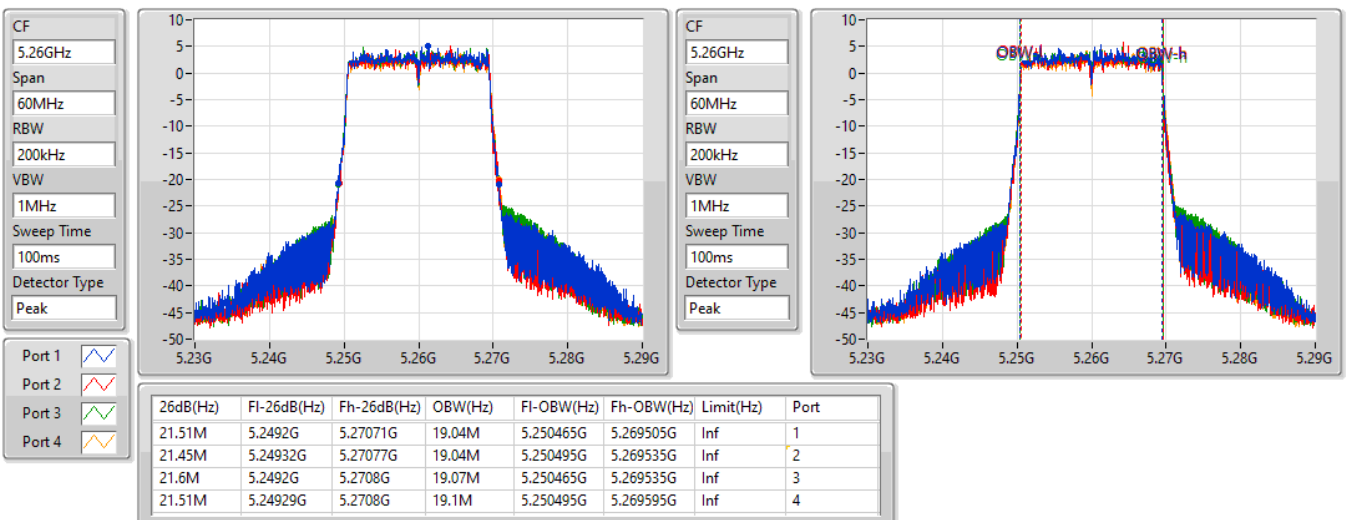 CF
5.26GHz
Span
60MHz
RBW
200kHz
VBW
1MHz
Sweep Time
100ms
Detector Type
Peak
10
5
0
-5
-10
-15
-20
-25
-30
-35
-40
-45
-50
5.23G 5.24G 5.25G 5.26G 5.27G 5.28G 5.29G
CF
5.26GHz
Span
60MHz
RBW
200kHz
VBW
1MHz
Sweep Time
100ms
Detector Type
Peak
10
5
0
-5
-10
-15
-20
-25
-30
-35
-40
-45
-50
OBW-l OBW-h
5.23G 5.24G 5.25G 5.26G 5.27G 5.28G 5.29G
Port 1
Port 2
Port 3
Port 4
26dB(Hz) Fl-26dB(Hz) Fh-26dB(Hz) OBW(Hz) Fl-OBW(Hz) Fh-OBW(Hz) Limit(Hz) Port
21.51M 5.2492G 5.27071G 19.04M 5.250465G 5.269505G Inf 1
21.45M 5.24932G 5.27077G 19.04M 5.250495G 5.269535G Inf 2
21.6M 5.2492G 5.2708G 19.07M 5.250465G 5.269535G Inf 3
21.51M 5.24929G 5.2708G 19.1M 5.250495G 5.269595G Inf 4